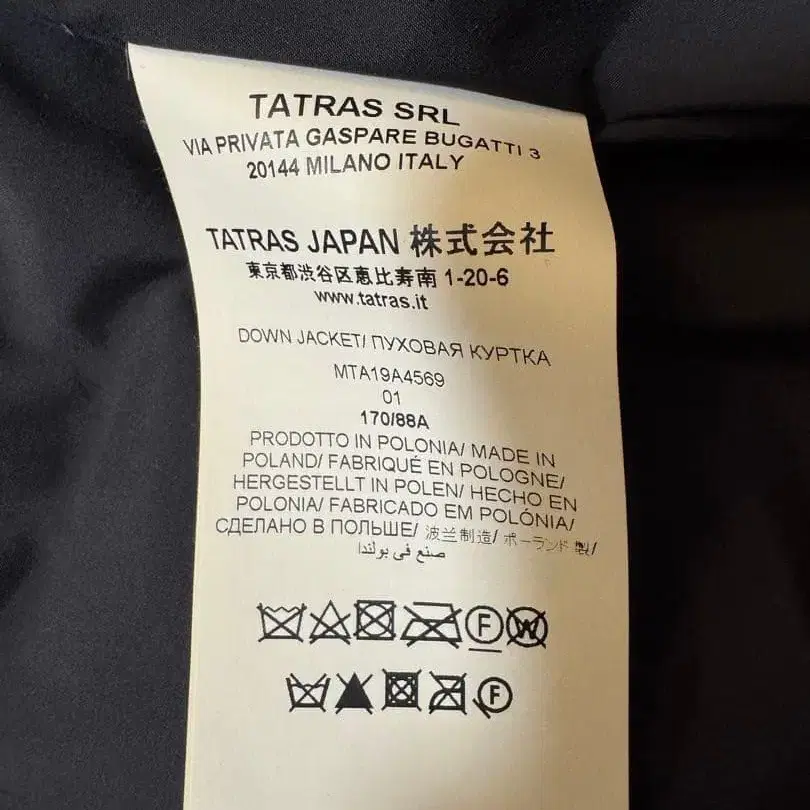 TATRAS SRL
VIA PRIVATA GASPARE BUGATTI 3
20144 MILANO ITALY
TATRAS JAPAN 株式会社
東京都渋谷区恵比寿南 1-20-6
www.tatras.it
DOWN JACKET/ ПУХОВАЯ КУРТКА
MTA19A4569
01
170/88A
PRODOTTO IN POLONIA/ MADE IN
POLAND/ FABRIQUÉ EN POLOGNE/
HERGESTELLT IN POLEN/ HECHO EN
POLONIA/ FABRICADO EM POLÓNIA/
СДЕЛАНО В ПОЛЬШЕ/ 波兰制造/ ポーランド 製/
صنع في بولندا
F W
F